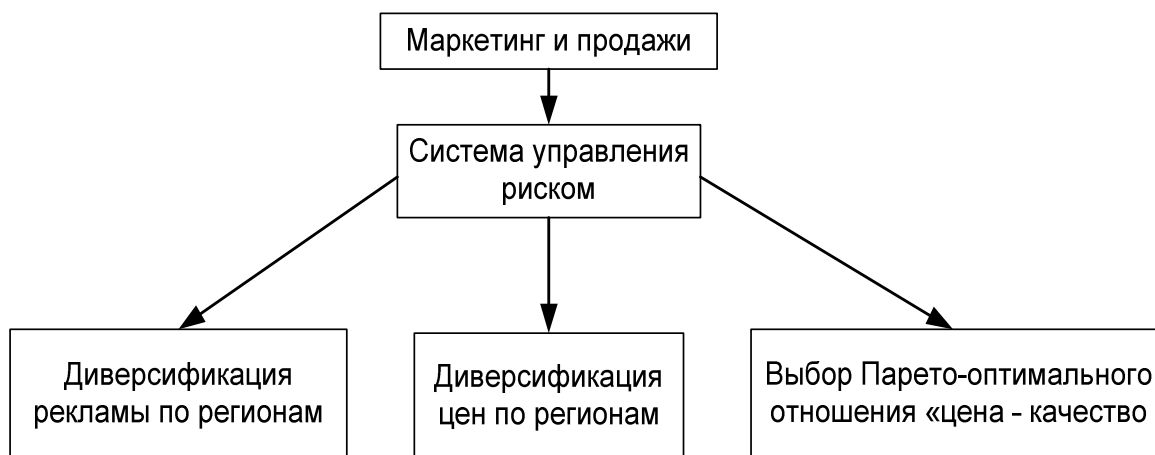 Маркетинг и продажи
Система управления
риском
Диверсификация
рекламы по регионам
Диверсификация
цен по регионам
Выбор Парето-оптимального
отношения «цена - качество